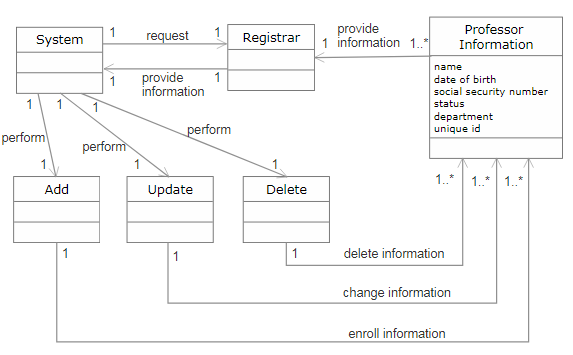 System
1
request
1
Registrar
1
provide
information
1
provide
information
1
1..*
Professor
Information
name
date of birth
social security number
status
department
unique id
1
1
1
perform
perform
perform
1
1
1
Add
Update
Delete
1..*
1..*
1..*
1
1
1
delete information
change information
enroll information